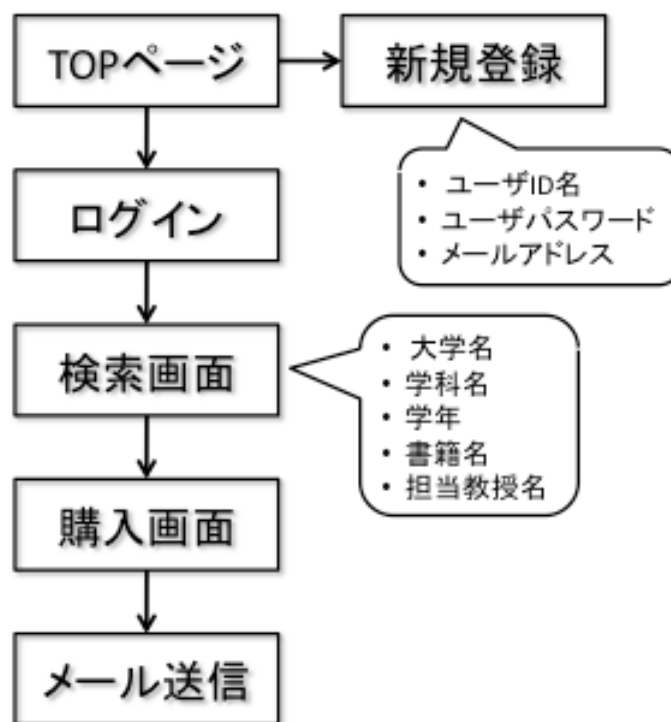 TOPページ
新規登録
・ ユーザID名
・ ユーザパスワード
・ メールアドレス
ログイン
検索画面
・ 大学名
・ 学科名
・ 学年
・ 書籍名
・ 担当教授名
購入画面
メール送信